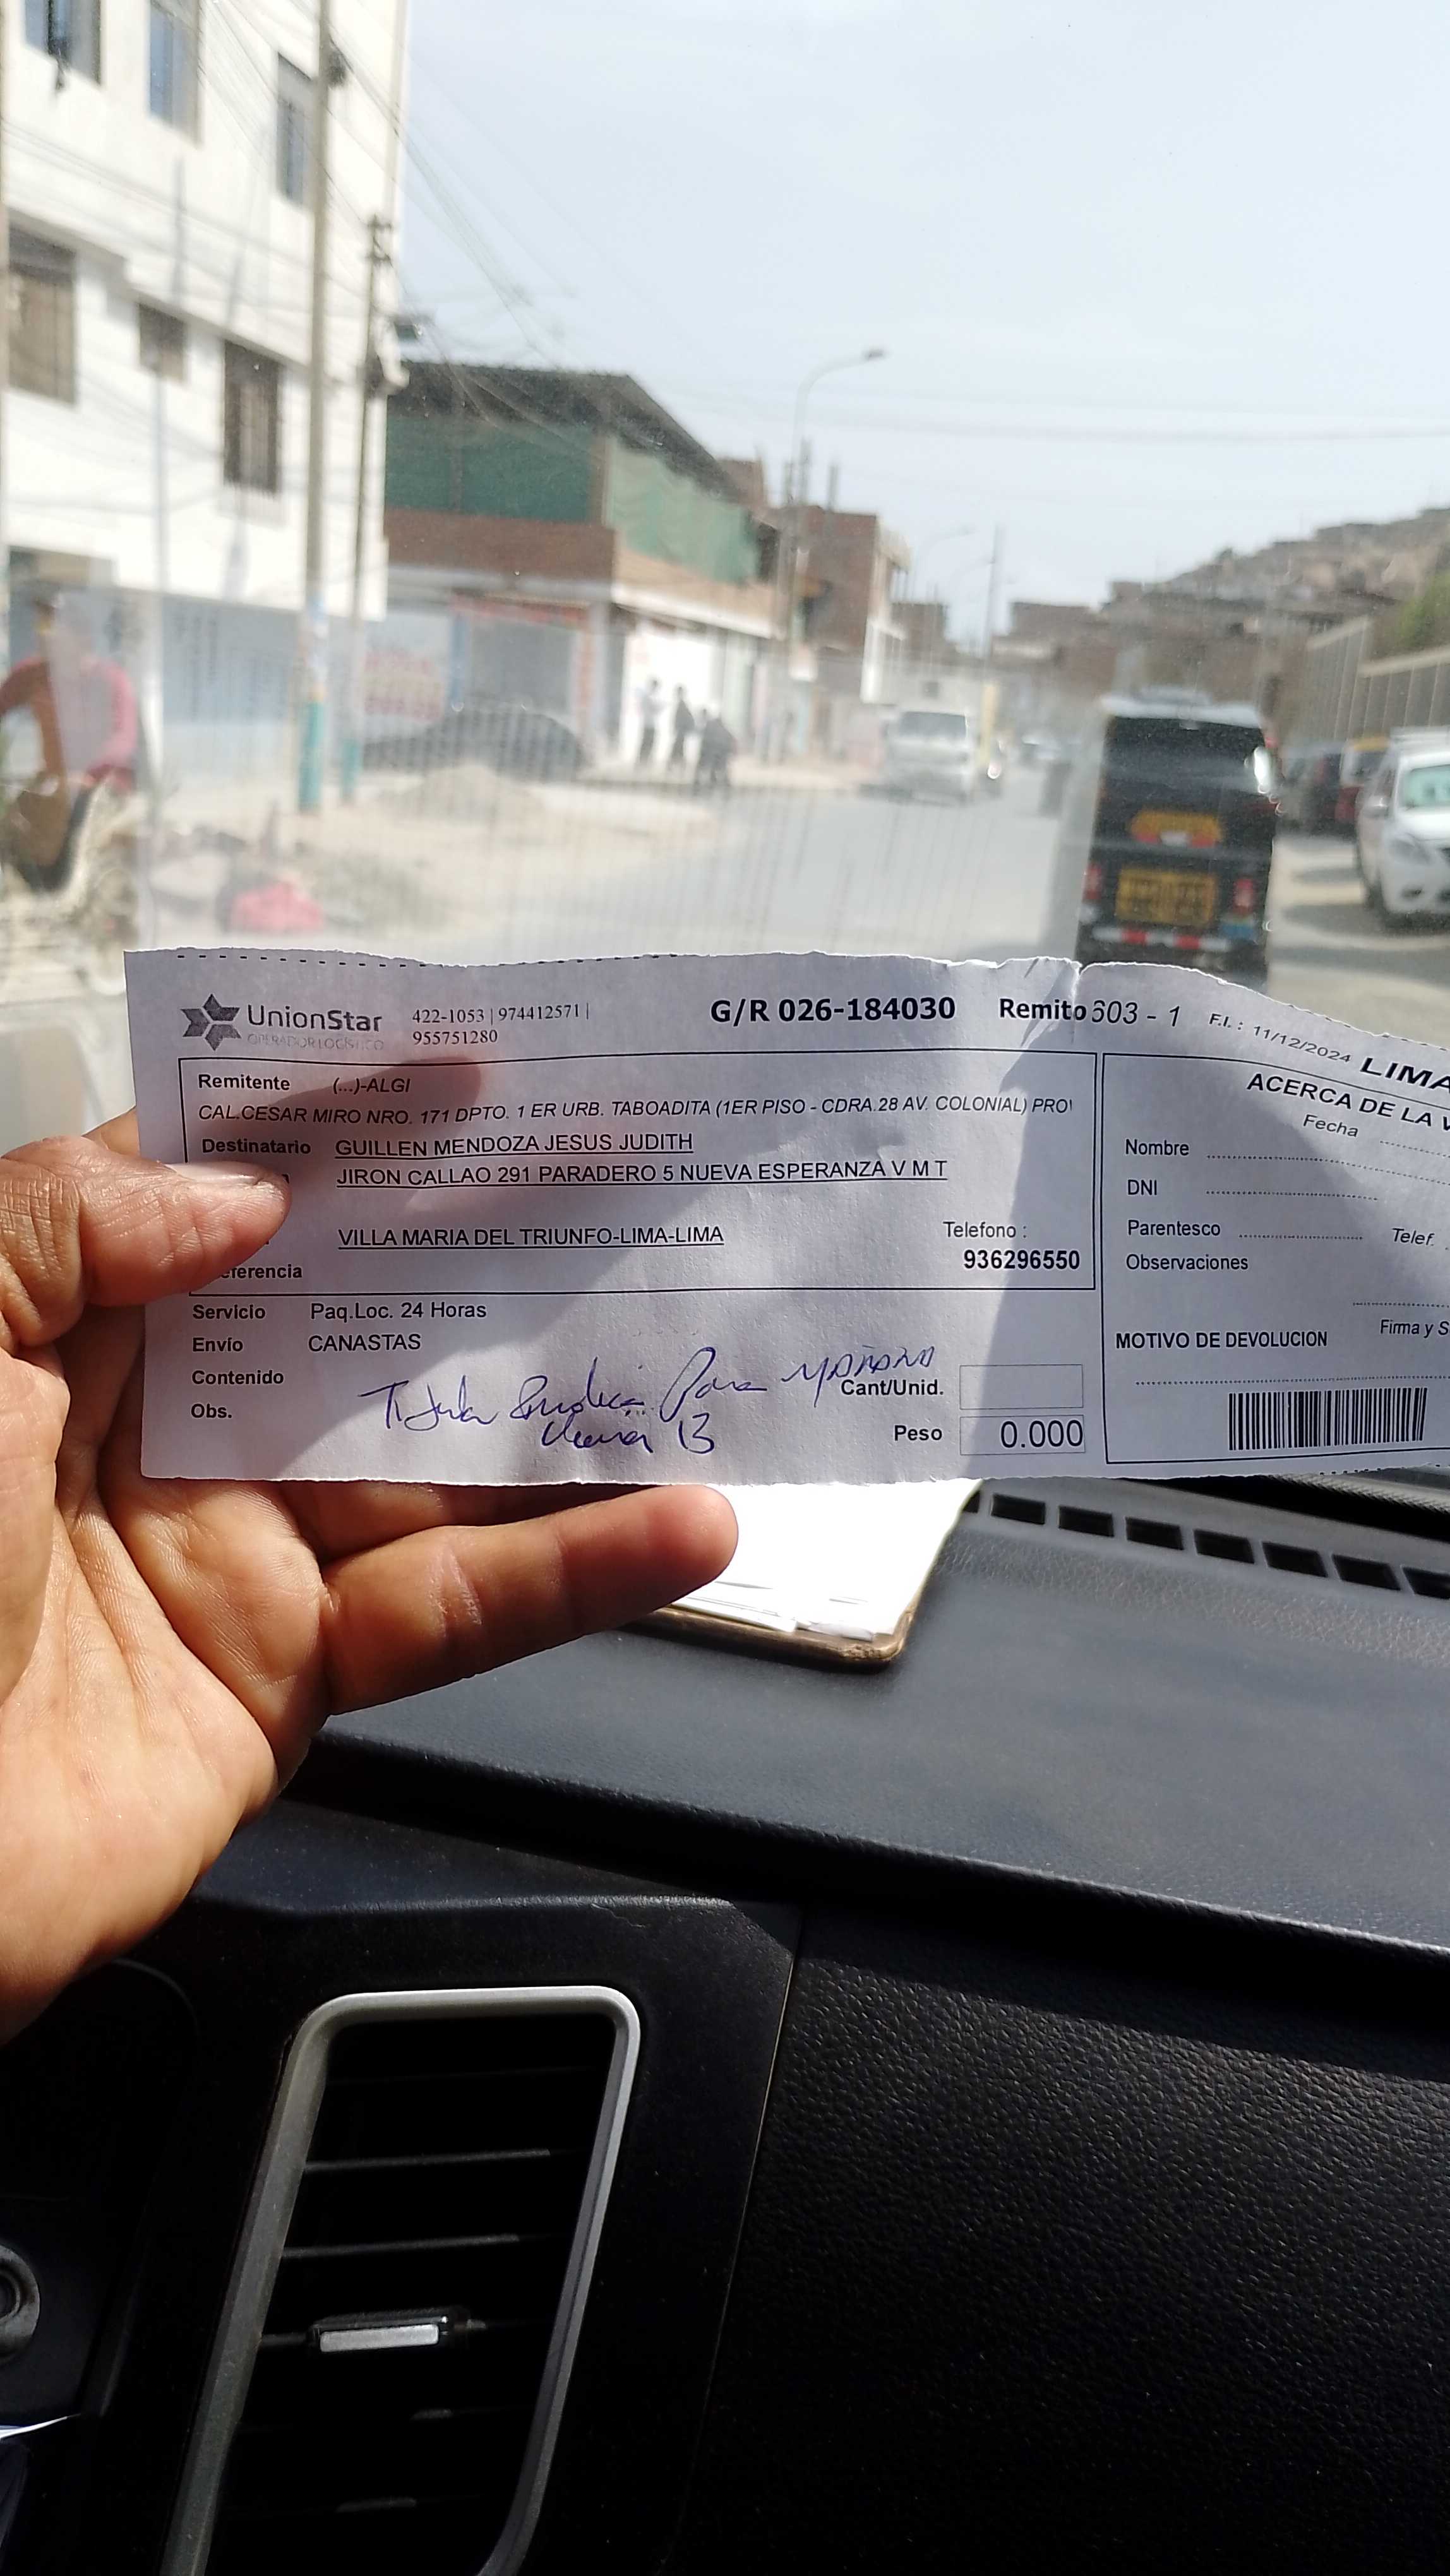 UnionStar
OPERADOR LOGÍSTICO
422-1053 | 974412571 |
955751280
G/R 026-184030 Remito 603 - 1 F.I. : 11/12/2024 LIMA
Remitente (...)-ALGI
CAL.CESAR MIRO NRO. 171 DPTO. 1 ER URB. TABOADITA (1ER PISO - CDRA.28 AV. COLONIAL) PRO
Destinatario GUILLEN MENDOZA JESUS JUDITH
JIRON CALLAO 291 PARADERO 5 NUEVA ESPERANZA V M T
VILLA MARIA DEL TRIUNFO-LIMA-LIMA
Telefono :
936296550
eferencia
Servicio Paq.Loc. 24 Horas
Envío CANASTAS
Contenido
Obs.
Para MAÑANA
13
Cant/Unid.
Peso 0.000
ACERCA DE LA V
Fecha
Nombre
DNI
Parentesco Telef.
Observaciones
Firma y S
MOTIVO DE DEVOLUCION